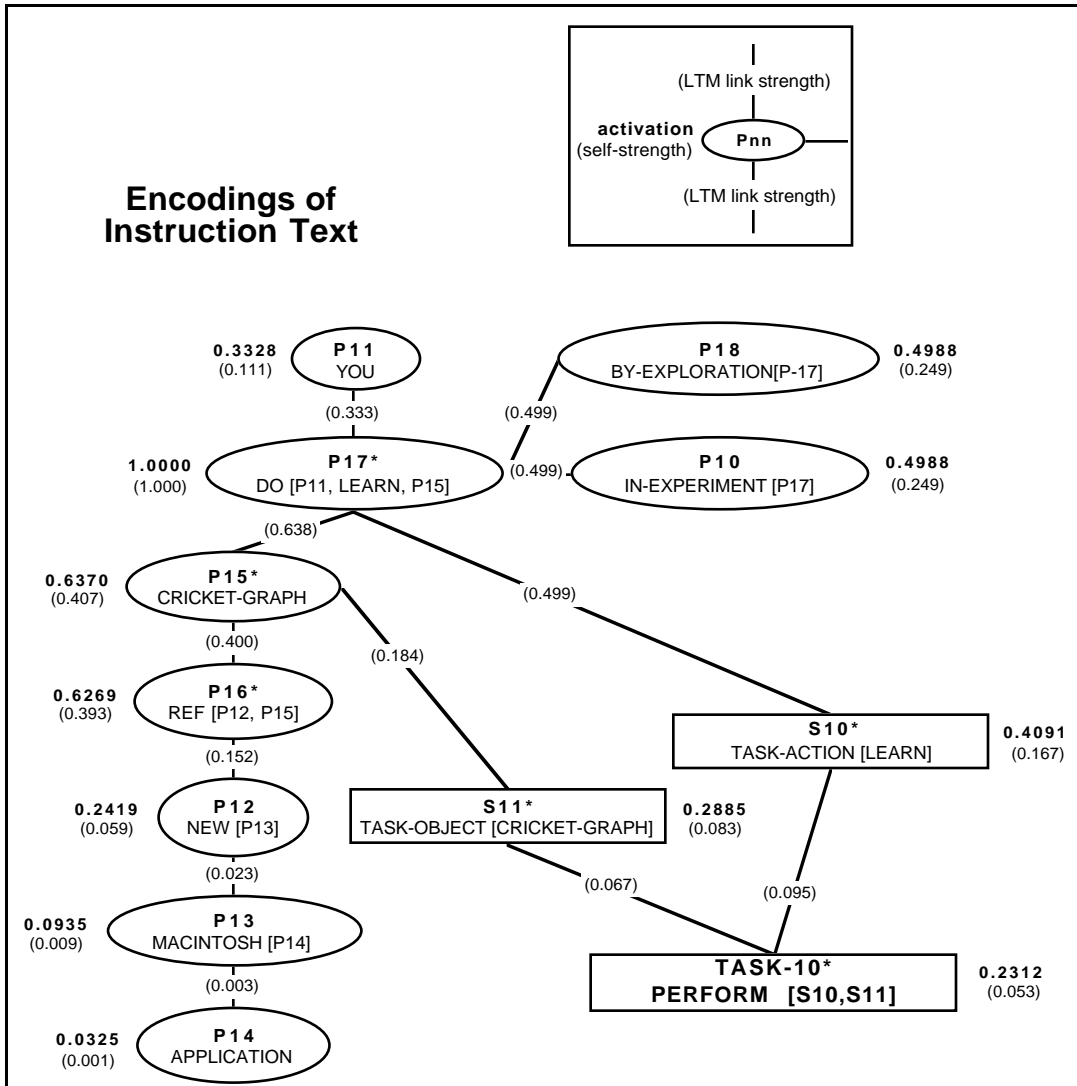 (LTM link strength)
activation
(self-strength)
Pnn
(LTM link strength)
Encodings of
Instruction Text
0.3328
(0.111)
P11
YOU
P18
BY-EXPLORATION[P-17]
0.4988
(0.249)
(0.333)
(0.499)
1.0000
(1.000)
P17*
DO [P11, LEARN, P15]
(0.499)
P10
IN-EXPERIMENT [P17]
0.4988
(0.249)
(0.638)
0.6370
(0.407)
P15*
CRICKET-GRAPH
(0.499)
(0.400)
(0.184)
0.6269
(0.393)
P16*
REF [P12, P15]
S10*
TASK-ACTION [LEARN]
0.4091
(0.167)
(0.152)
0.2419
(0.059)
P12
NEW [P13]
S11*
TASK-OBJECT [CRICKET-GRAPH]
0.2885
(0.083)
(0.023)
(0.067)
(0.095)
0.0935
(0.009)
P13
MACINTOSH [P14]
(0.003)
TASK-10*
PERFORM [S10,S11]
0.2312
(0.053)
0.0325
(0.001)
P14
APPLICATION